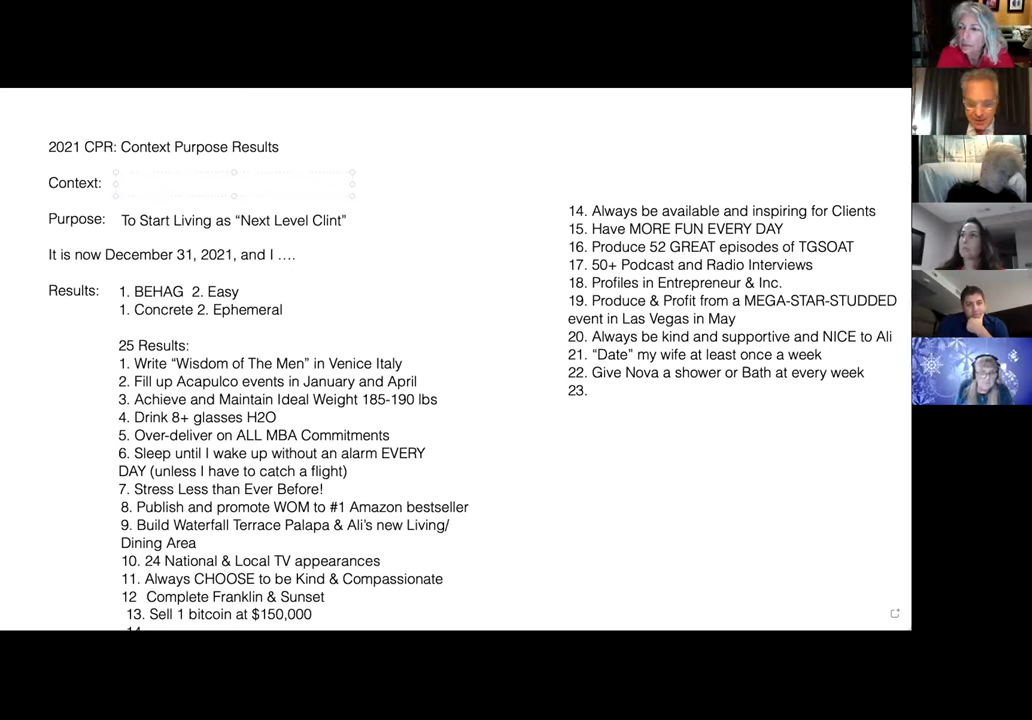 2021 CPR: Context Purpose Results
Context:
Purpose: To Start Living as “Next Level Clint”
It is now December 31, 2021, and I ….
Results: 1. BEHAG 2. Easy
1. Concrete 2. Ephemeral
25 Results:
1. Write “Wisdom of The Men” in Venice Italy
2. Fill up Acapulco events in January and April
3. Achieve and Maintain Ideal Weight 185-190 lbs
4. Drink 8+ glasses H2O
5. Over-deliver on ALL MBA Commitments
6. Sleep until I wake up without an alarm EVERY
DAY (unless I have to catch a flight)
7. Stress Less than Ever Before!
8. Publish and promote WOM to #1 Amazon bestseller
9. Build Waterfall Terrace Palapa & Ali’s new Living/
Dining Area
10. 24 National & Local TV appearances
11. Always CHOOSE to be Kind & Compassionate
12 Complete Franklin & Sunset
13. Sell 1 bitcoin at $150,000
14. Always be available and inspiring for Clients
15. Have MORE FUN EVERY DAY
16. Produce 52 GREAT episodes of TGSOAT
17. 50+ Podcast and Radio Interviews
18. Profiles in Entrepreneur & Inc.
19. Produce & Profit from a MEGA-STAR-STUDDED
event in Las Vegas in May
20. Always be kind and supportive and NICE to Ali
21. “Date” my wife at least once a week
22. Give Nova a shower or Bath at every week
23.